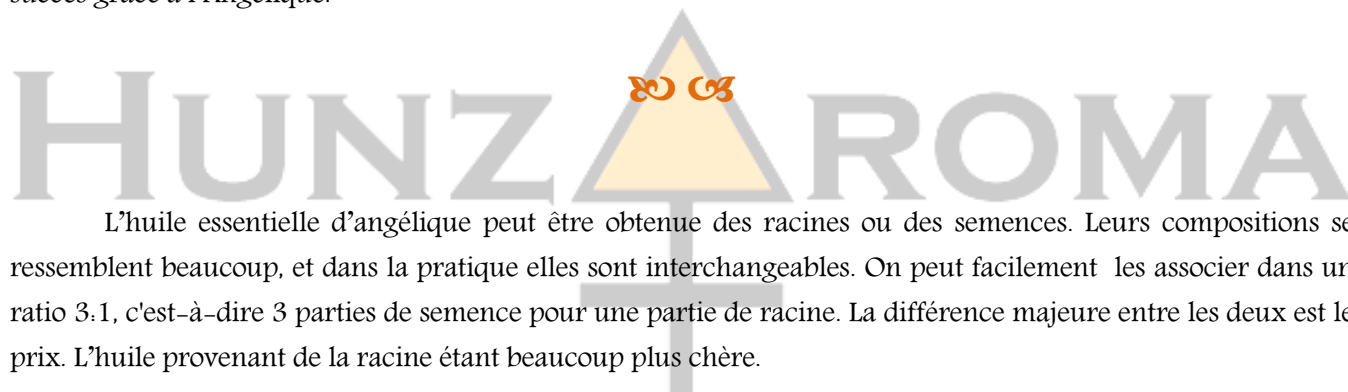 succès grâce à l'Angélique.
HUNZAROMA
L'huile essentielle d'angélique peut être obtenue des racines ou des semences. Leurs compositions se
ressemblent beaucoup, et dans la pratique elles sont interchangeables. On peut facilement les associer dans un
ratio 3:1, c'est-à-dire 3 parties de semence pour une partie de racine. La différence majeure entre les deux est le
prix. L'huile provenant de la racine étant beaucoup plus chère.